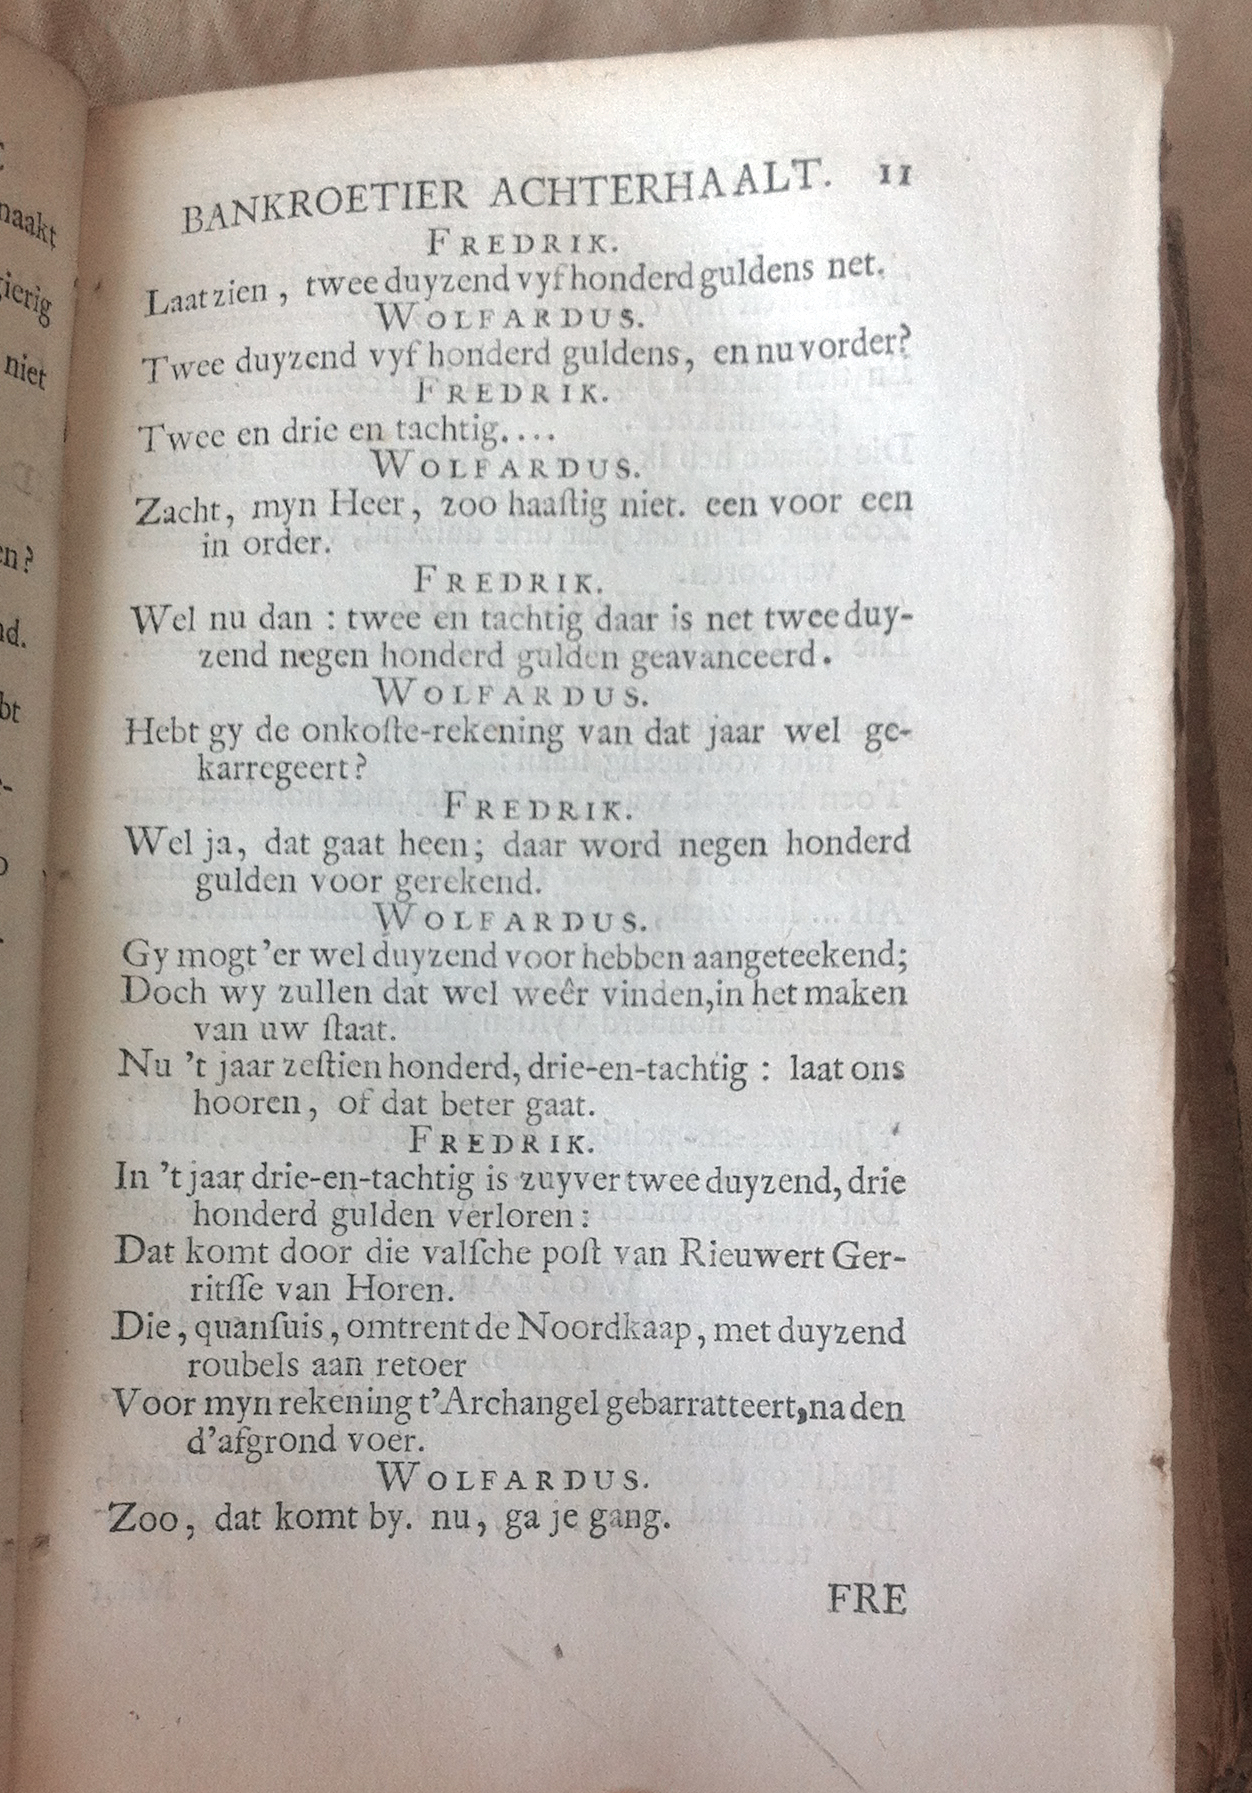 BANKROETIER ACHTERHAALT. 11
FREDRIK.
Laat zien, twee duyzend vyf honderd guldens net.
WOLFARDUS.
Twee duyzend vyf honderd guldens, en nu vorder?
FREDRIK.
Twee en drie en tachtig....
WOLFARDUS.
Zacht, myn Heer, zoo haaſtig niet. een voor een
in order.
FREDRIK.
Wel nu dan : twee en tachtig daar is net twee duy-
zend negen honderd gulden geavanceerd.
WOLFARDUS.
Hebt gy de onkoſte-rekening van dat jaar wel ge-
karregeert?
FREDRIK.
Wel ja, dat gaat heen; daar word negen honderd
gulden voor gerekend.
WOLFARDUS.
Gy mogt 'er wel duyzend voor hebben aangeteekend;
Doch wy zullen dat wel weêr vinden, in het maken
van uw ſtaat.
Nu 't jaar zeſtien honderd, drie-en-tachtig : laat ons
hooren, of dat beter gaat.
FREDRIK.
In 't jaar drie-en-tachtig is zuyver twee duyzend, drie
honderd gulden verloren:
Dat komt door die valſche poſt van Rieuwert Ger-
ritſſe van Horen.
Die, quanſuis, omtrent de Noordkaap, met duyzend
roubels aan retoer
Voor myn rekening t'Archangel gebarratteert, na den
d'afgrond voer.
WOLFARDUS.
Zoo, dat komt by. nu, ga je gang.
FRE
naakt
gierig
niet
en?
nd.
bt